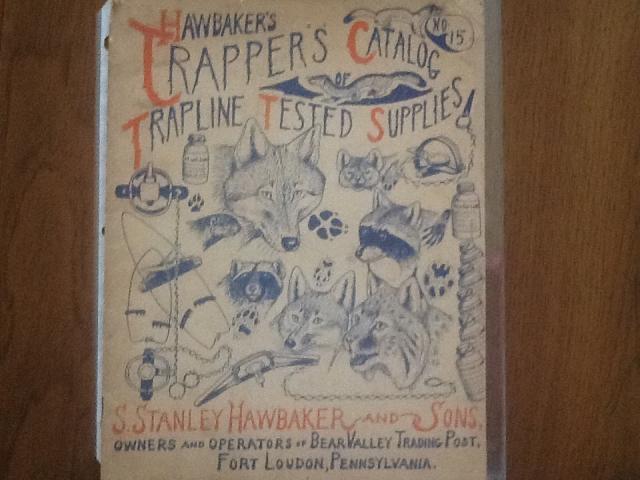 HAWBAKER'S
No. 15
TRAPPER'S CATALOG
OF
TRAPLINE TESTED SUPPLIES
S. STANLEY HAWBAKER AND SONS,
OWNERS AND OPERATORS OF BEAR VALLEY TRADING POST,
FORT LOUDON, PENNSYLVANIA.